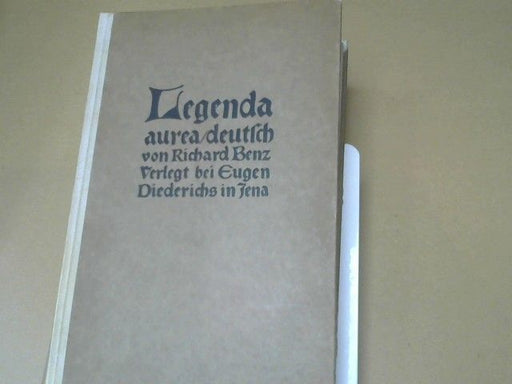 Legenda
aurea/deutſch
von Richard Benz
Verlegt bei Eugen
Diederichs in Jena